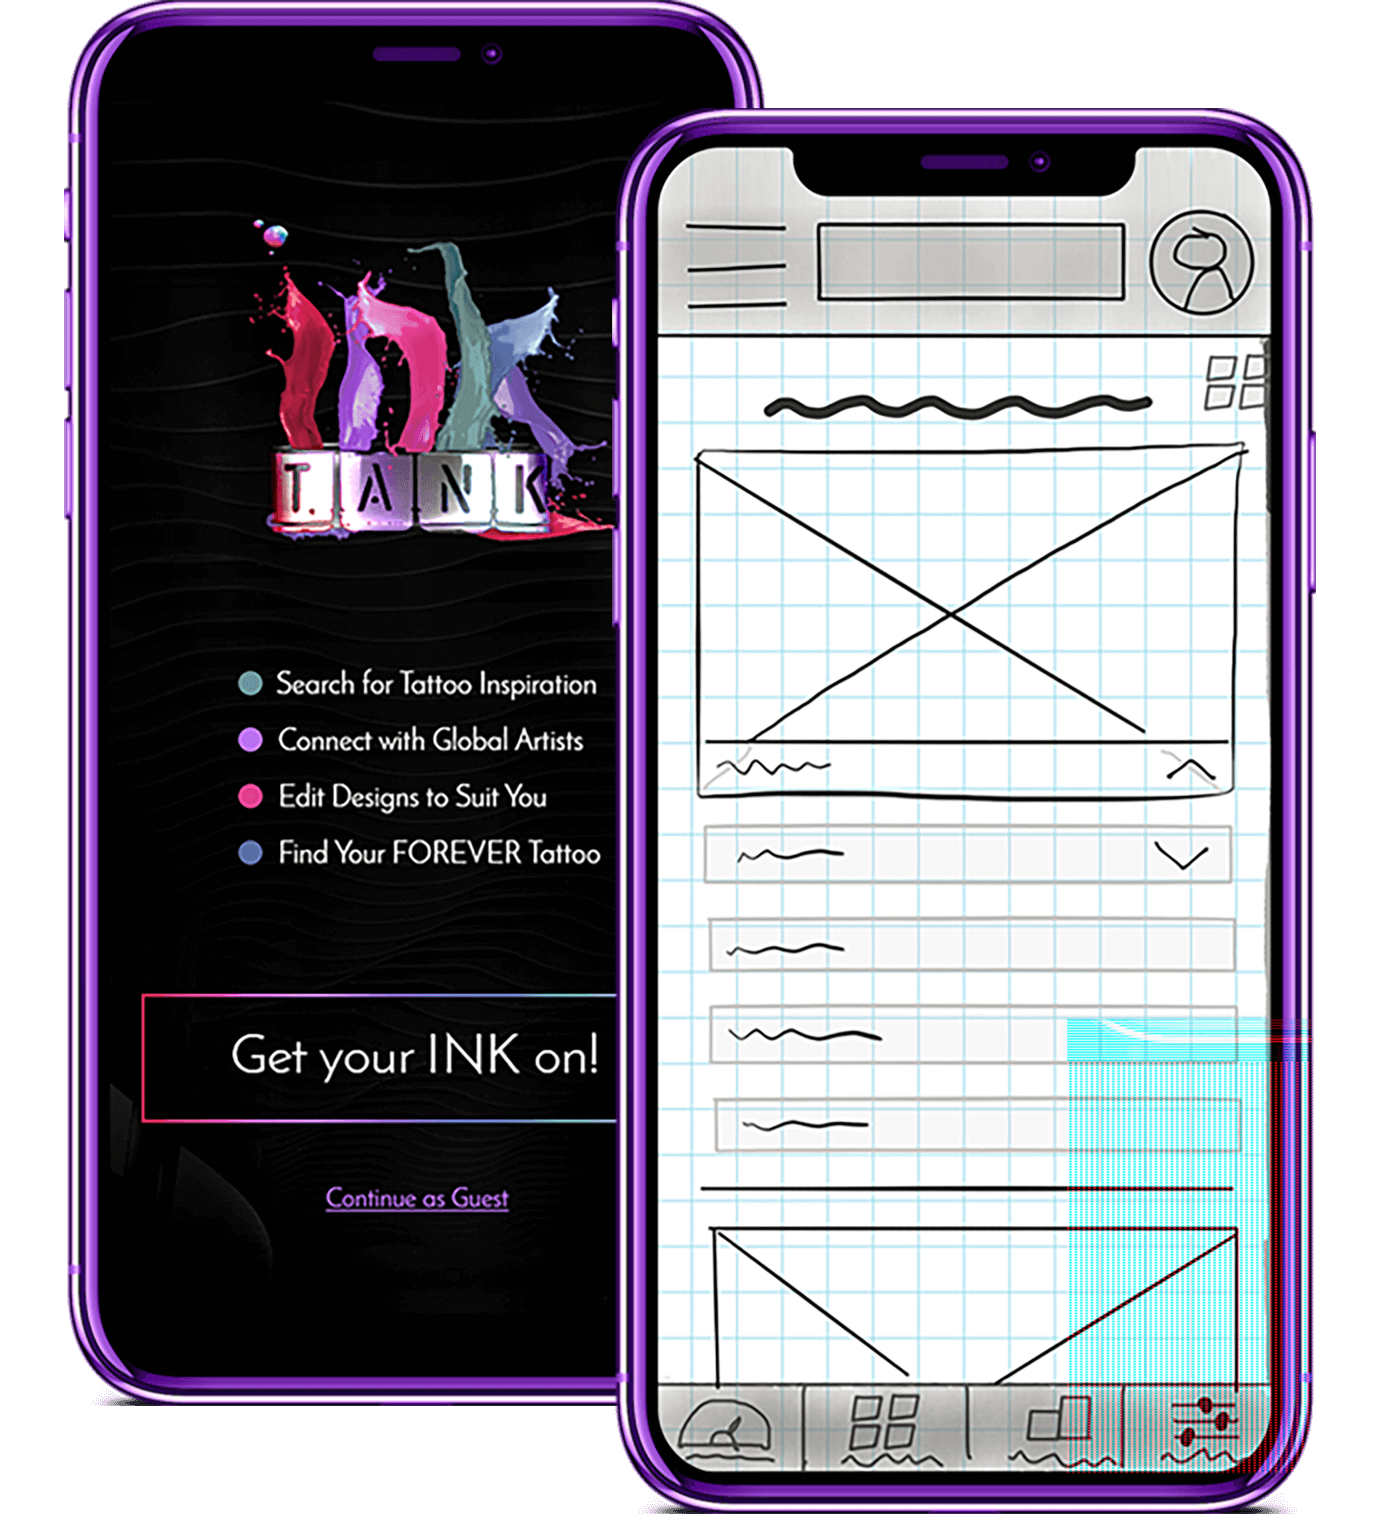 INK
TANK
Search for Tattoo Inspiration
Connect with Global Artists
Edit Designs to Suit You
Find Your FOREVER Tattoo
Get your INK on!
Continue as Guest